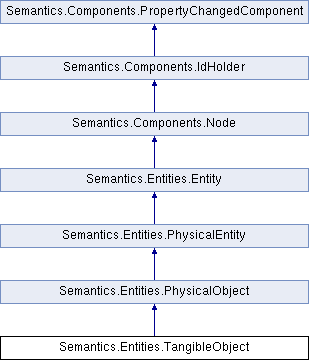 Semantics.Components.PropertyChangedComponent
Semantics.Components.IdHolder
Semantics.Components.Node
Semantics.Entities.Entity
Semantics.Entities.PhysicalEntity
Semantics.Entities.PhysicalObject
Semantics.Entities.TangibleObject